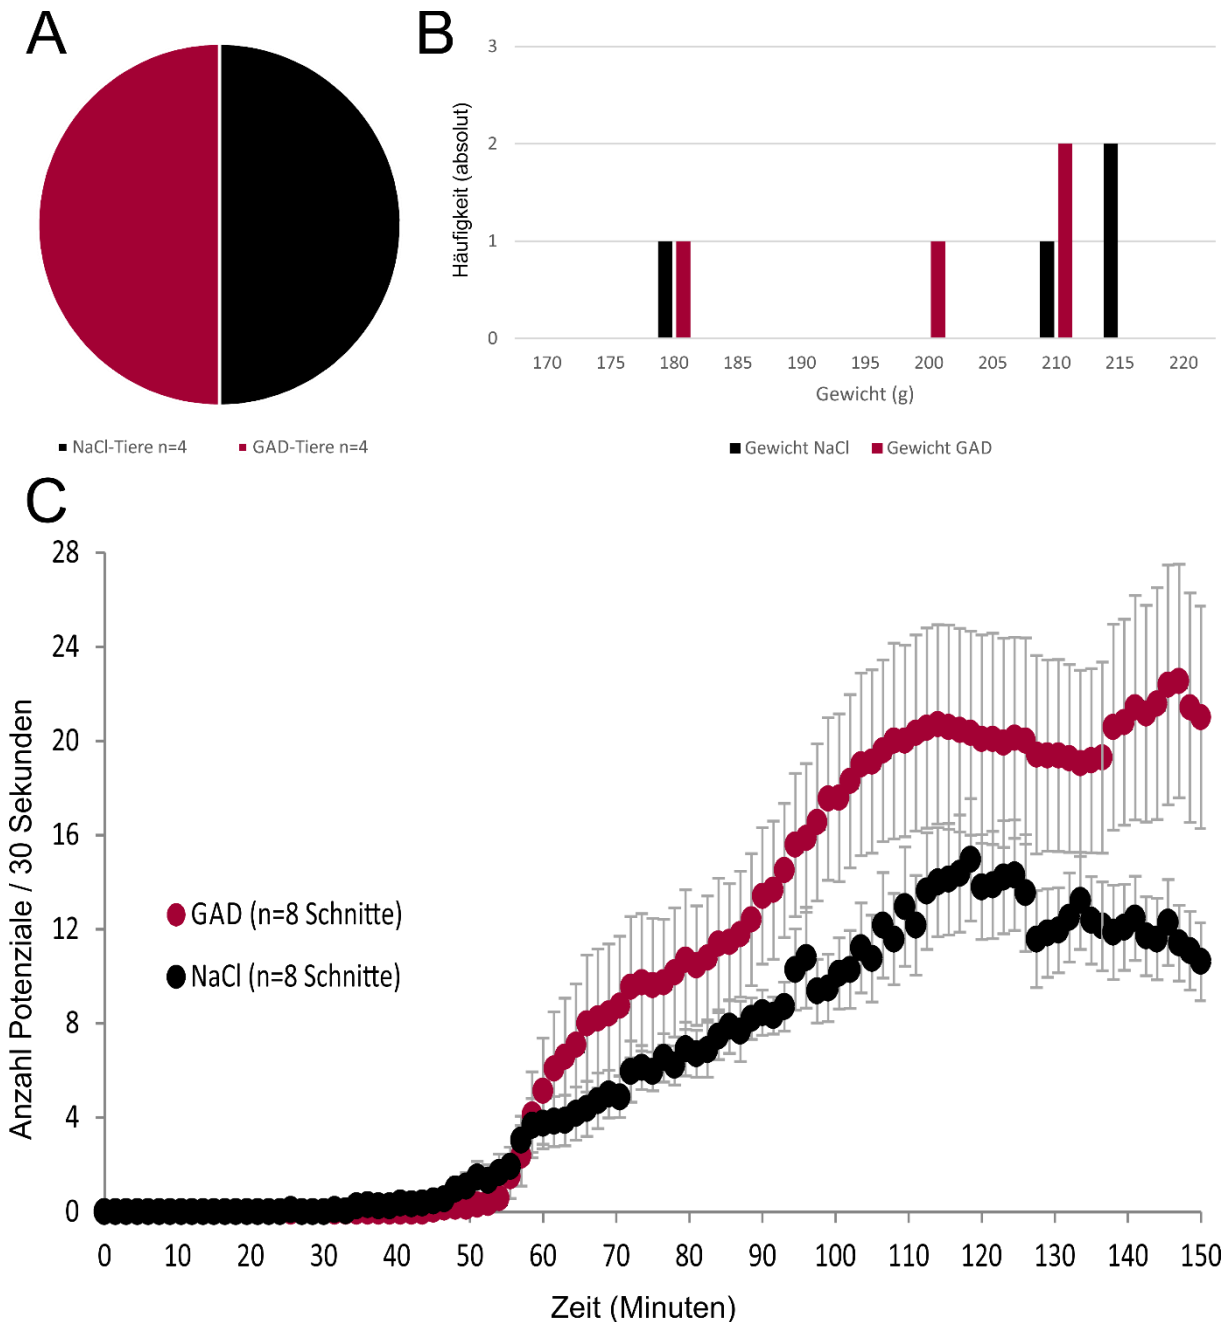 A
B
3
2
1
0
Häufigkeit (absolut)
170 175 180 185 190 195 200 205 210 215 220
Gewicht (g)
NaCl-Tiere n=4 GAD-Tiere n=4
Gewicht NaCl Gewicht GAD
C
28
24
20
16
12
8
4
0
Anzahl Potenziale / 30 Sekunden
GAD (n=8 Schnitte)
NaCl (n=8 Schnitte)
0 10 20 30 40 50 60 70 80 90 100 110 120 130 140 150
Zeit (Minuten)